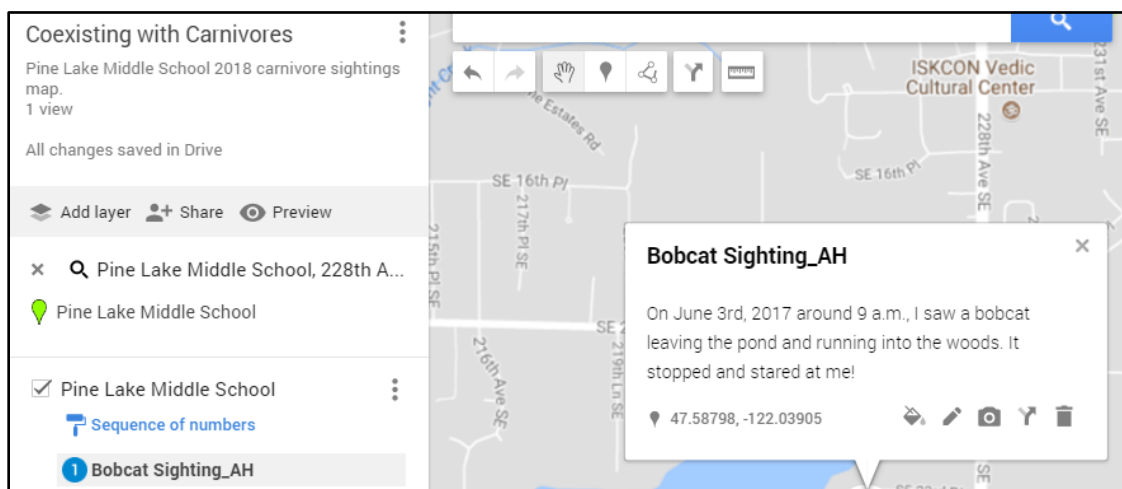 Coexisting with Carnivores
Pine Lake Middle School 2018 carnivore sightings
map.
1 view
All changes saved in Drive
Add layer
Share
Preview
Pine Lake Middle School, 228th A...
Pine Lake Middle School
Pine Lake Middle School
Sequence of numbers
1 Bobcat Sighting_AH
ISKCON Vedic
Cultural Center
231st Ave SE
228th Ave SE
SE 16th Pl
SE 16th Pl
217th Pl SE
215th Pl SE
216th Ave SE
219th Ln SE
Estates Rd
SE
Bobcat Sighting_AH
On June 3rd, 2017 around 9 a.m., I saw a bobcat
leaving the pond and running into the woods. It
stopped and stared at me!
47.58798, -122.03905